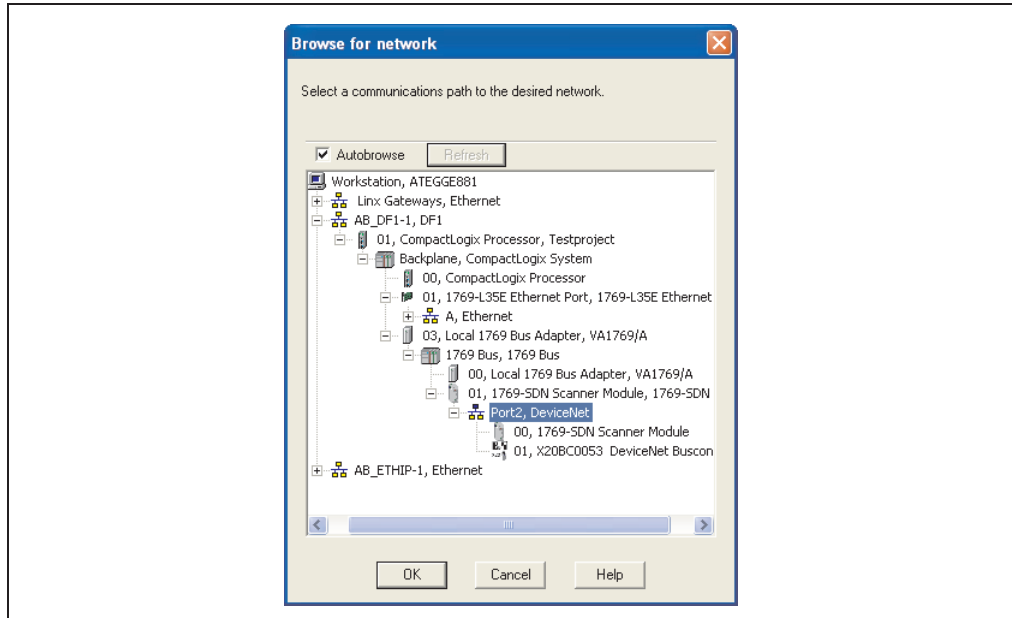 Browse for network
Select a communications path to the desired network.
Autobrowse Refresh
Workstation, ATEGGE881
Linx Gateways, Ethernet
AB_DF1-1, DF1
01, CompactLogix Processor, Testproject
Backplane, CompactLogix System
00, CompactLogix Processor
01, 1769-L35E Ethernet Port, 1769-L35E Ethernet
A, Ethernet
03, Local 1769 Bus Adapter, VA1769/A
1769 Bus, 1769 Bus
00, Local 1769 Bus Adapter, VA1769/A
01, 1769-SDN Scanner Module, 1769-SDN
Port2, DeviceNet
00, 1769-SDN Scanner Module
01, X20BC0053 DeviceNet Buscon
AB_ETHIP-1, Ethernet
OK Cancel Help